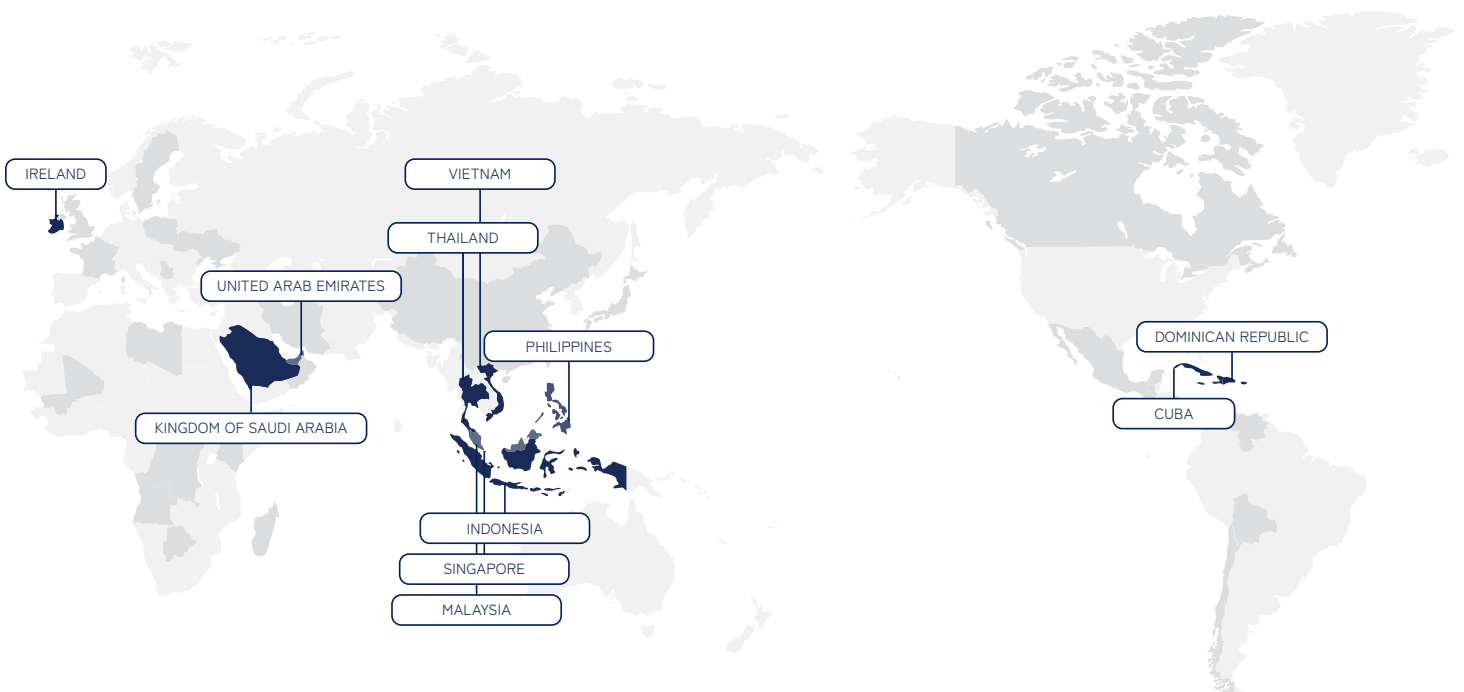 IRELAND
VIETNAM
THAILAND
UNITED ARAB EMIRATES
PHILIPPINES
DOMINICAN REPUBLIC
CUBA
KINGDOM OF SAUDI ARABIA
INDONESIA
SINGAPORE
MALAYSIA